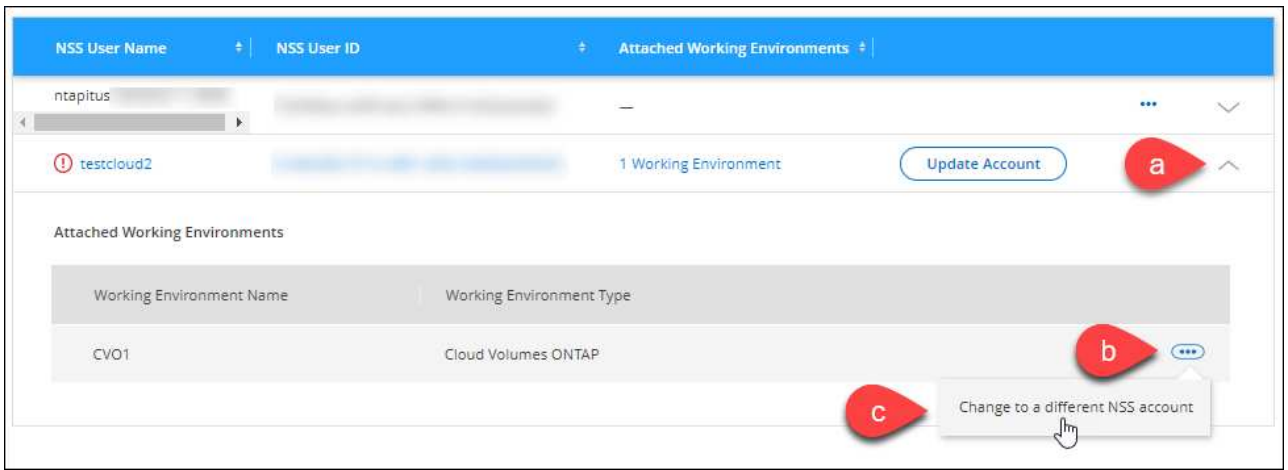 NSS User Name NSS User ID Attached Working Environments
ntapitus —
testcloud2 1 Working Environment Update Account a
Attached Working Environments
Working Environment Name Working Environment Type
CVO1 Cloud Volumes ONTAP b
c Change to a different NSS account